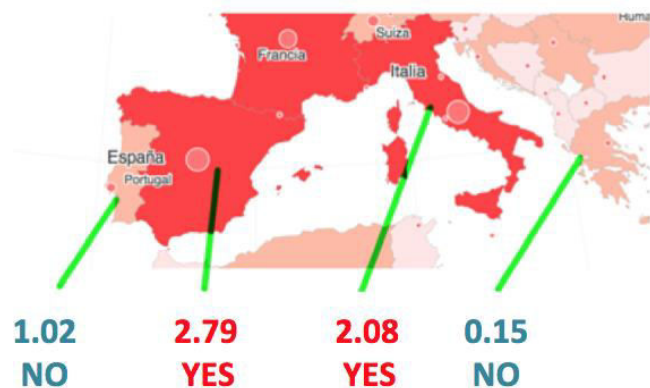 Huma
Suiza
Francia
Italia
España
Portugal
1.02 2.79 2.08 0.15
NO YES YES NO